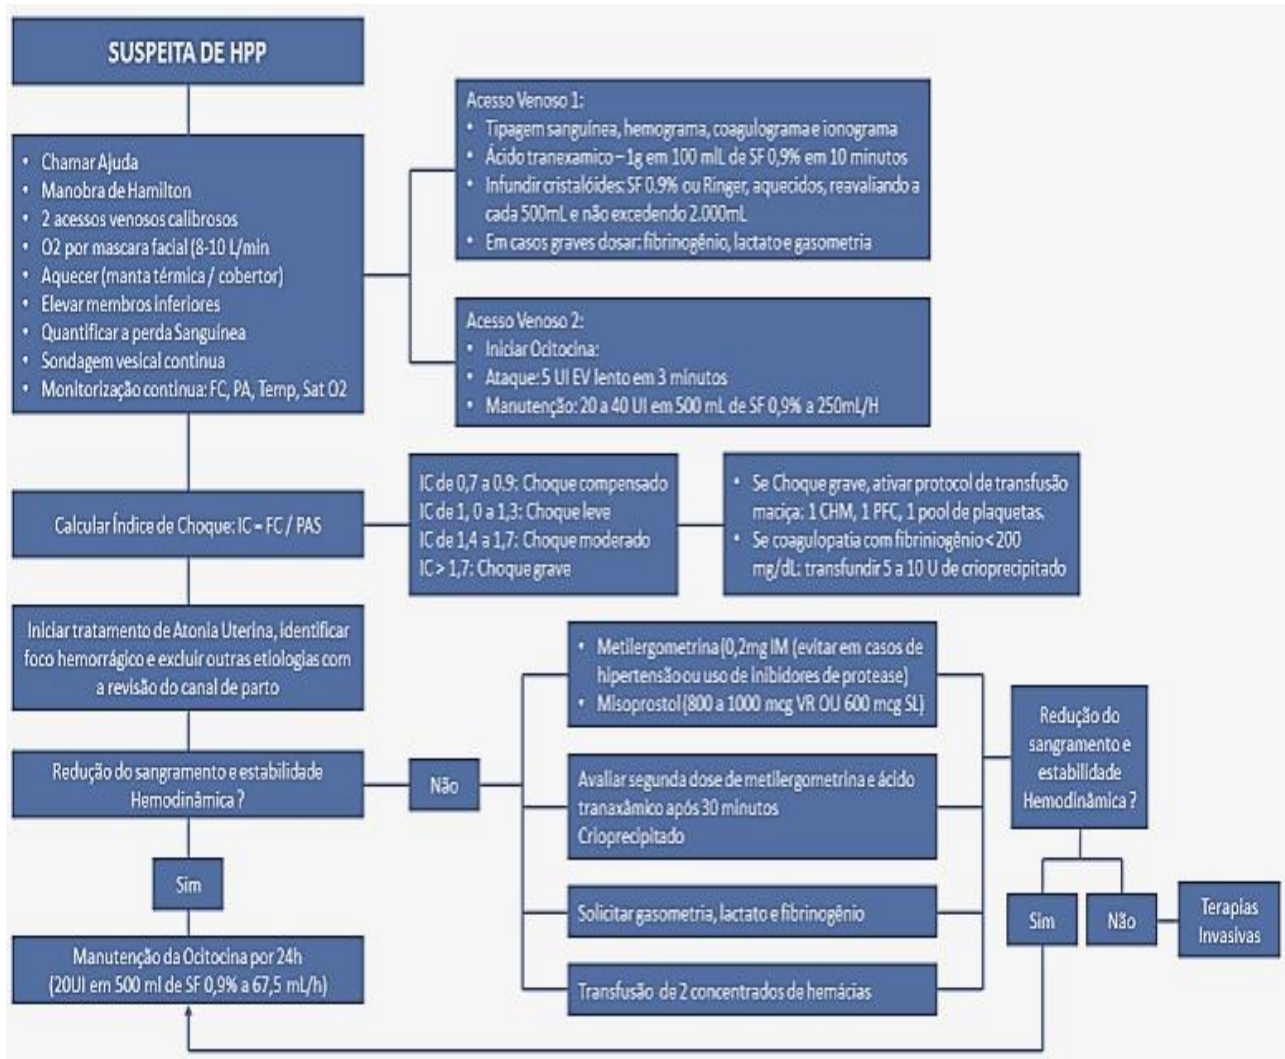 SUSPEITA DE HPP
• Chamar Ajuda
• Manobra de Hamilton
• 2 acessos venosos calibrosos
• O2 por mascara facial (8-10 L/min
• Aquecer (manta térmica / cobertor)
• Elevar membros inferiores
• Quantificar a perda Sanguínea
• Sondagem vesical continua
• Monitorização continua: FC, PA, Temp, Sat O2
Acesso Venoso 1:
• Tipagem sanguínea, hemograma, coagulograma e ionograma
• Ácido tranexamico – 1g em 100 mlL de SF 0,9% em 10 minutos
• Infundir cristalóides: SF 0.9% ou Ringer, aquecidos, reavaliando a
cada 500mL e não excedendo 2.000mL
• Em casos graves dosar: fibrinogênio, lactato e gasometria
Acesso Venoso 2:
• Iniciar Ocitocina:
• Ataque: 5 UI EV lento em 3 minutos
• Manutenção: 20 a 40 UI em 500 mL de SF 0,9% a 250mL/H
Calcular Índice de Choque: IC = FC / PAS
IC de 0,7 a 0.9: Choque compensado
IC de 1, 0 a 1,3: Choque leve
IC de 1,4 a 1,7: Choque moderado
IC > 1,7: Choque grave
• Se Choque grave, ativar protocol de transfusão
maciça: 1 CHM, 1 PFC, 1 pool de plaquetas.
• Se coagulopatia com fibriniogênio < 200
mg/dL: transfundir 5 a 10 U de crioprecipitado
Iniciar tratamento de Atonia Uterina, identificar
foco hemorrágico e excluir outras etiologias com
a revisão do canal de parto
Redução do sangramento e estabilidade
Hemodinâmica ?
Não
• Metilergometrina (0,2mg IM (evitar em casos de
hipertensão ou uso de inibidores de protease)
• Misoprostol (800 a 1000 mcg VR OU 600 mcg SL)
Avaliar segunda dose de metilergometrina e ácido
tranaxâmico após 30 minutos
Crioprecipitado
Solicitar gasometria, lactato e fibrinogênio
Transfusão de 2 concentrados de hemácias
Redução do
sangramento e
estabilidade
Hemodinâmica ?
Sim
Não
Terapias
Invasivas
Sim
Manutenção da Ocitocina por 24h
(20UI em 500 ml de SF 0,9% a 67,5 mL/h)